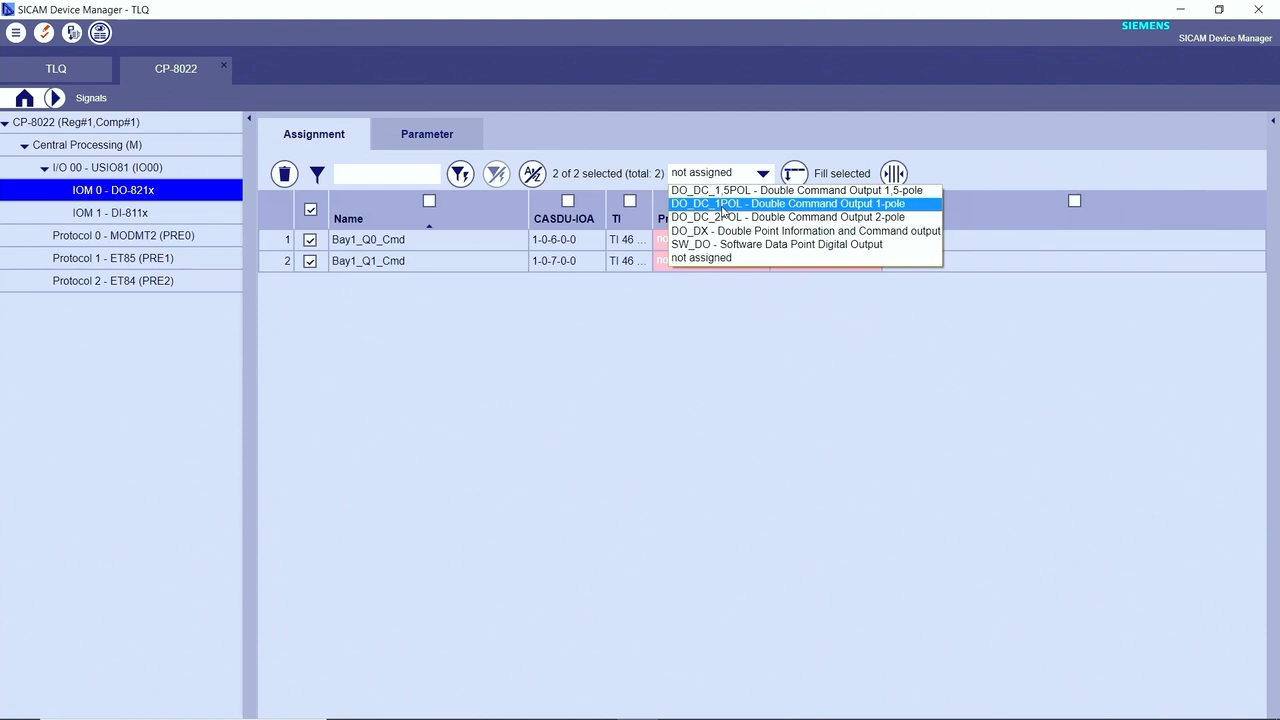 SICAM Device Manager - TLQ
SIEMENS
SICAM Device Manager
TLQ
CP-8022
Signals
CP-8022 (Reg#1,Comp#1)
Central Processing (M)
I/O 00 - USIO81 (IO00)
IOM 0 - DO-821x
IOM 1 - DI-811x
Protocol 0 - MODMT2 (PRE0)
Protocol 1 - ET85 (PRE1)
Protocol 2 - ET84 (PRE2)
Assignment
Parameter
2 of 2 selected (total: 2)
not assigned
Fill selected
DO_DC_1,5POL - Double Command Output 1,5-pole
DO_DC_1POL - Double Command Output 1-pole
DO_DC_2POL - Double Command Output 2-pole
DO_DX - Double Point Information and Command output
SW_DO - Software Data Point Digital Output
not assigned
Name
CASDU-IOA
TI
1 Bay1_Q0_Cmd 1-0-6-0-0 TI 46 ...
2 Bay1_Q1_Cmd 1-0-7-0-0 TI 46 ...